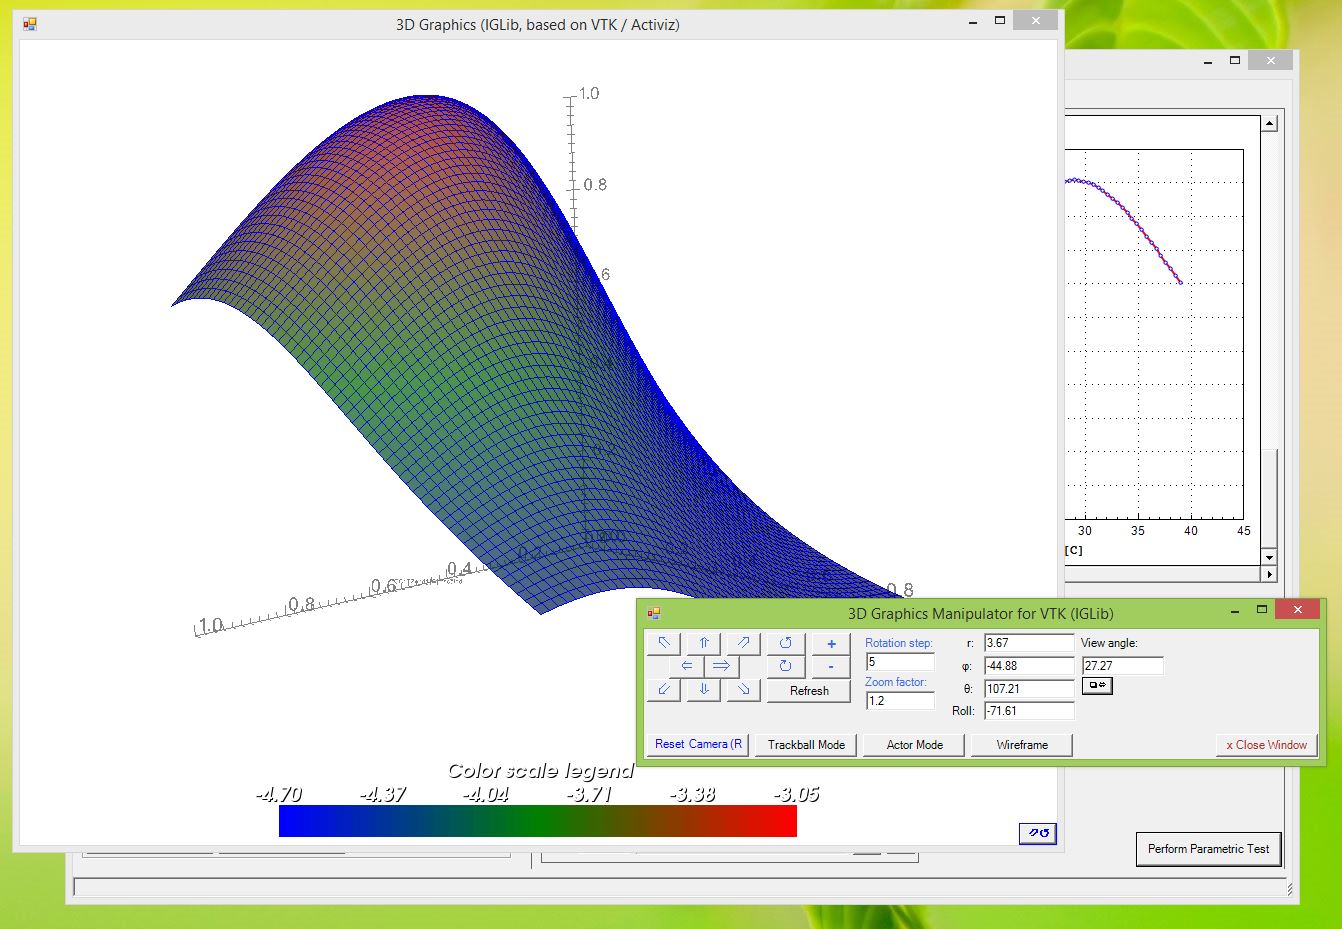 3D Graphics (IGLib, based on VTK / Activiz)
1.0
0.8
6
0.2
0.4
0.6
0.8
1.0
0.8
30 35 40 45
[C]
3D Graphics Manipulator for VTK (IGLib)
Rotation step:
5
Zoom factor:
1.2
+
-
Refresh
r: 3.67
φ: -44.88
θ: 107.21
Roll: -71.61
View angle:
27.27
Reset Camera (R
Trackball Mode
Actor Mode
Wireframe
x Close Window
Color scale legend
-4.70 -4.37 -4.04 -3.71 -3.38 -3.05
Perform Parametric Test